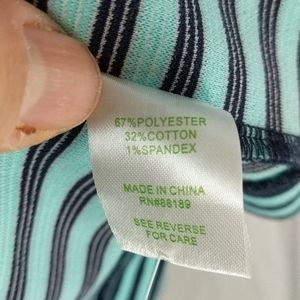 67%POLYESTER
32%COTTON
1%SPANDEX
MADE IN CHINA
RN#88189
SEE REVERSE
FOR CARE